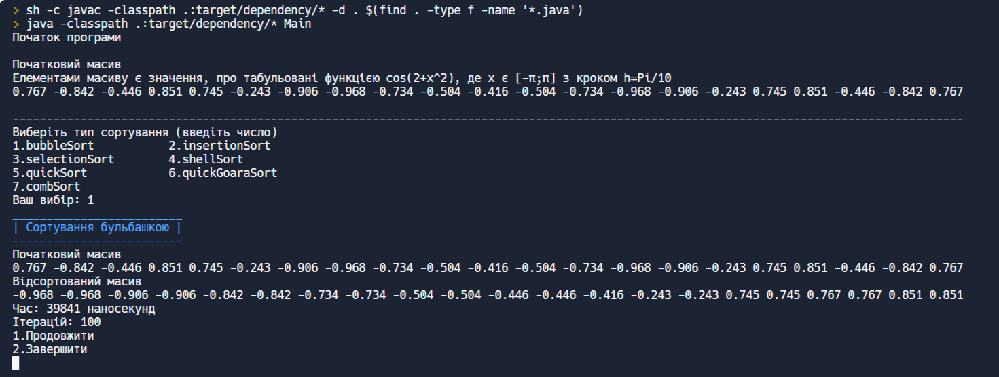 > sh -c javac -classpath .:target/dependency/* -d . $(find . -type f -name '*.java')
> java -classpath .:target/dependency/* Main
Початок програми
Початковий масив
Елементами масиву є значення, про табульовані функцією cos(2+x^2), де х є [-π;π] з кроком h=Pi/10
0.767 -0.842 -0.446 0.851 0.745 -0.243 -0.906 -0.968 -0.734 -0.504 -0.416 -0.504 -0.734 -0.968 -0.906 -0.243 0.745 0.851 -0.446 -0.842 0.767
--------------------------------------------------------------------------------------------------------------------------------------------
Виберіть тип сортування (введіть число)
1.bubbleSort           2.insertionSort
3.selectionSort        4.shellSort
5.quickSort            6.quickGoaraSort
7.combSort
Ваш вибір: 1
_________________________
| Сортування бульбашкою |
-------------------------
Початковий масив
0.767 -0.842 -0.446 0.851 0.745 -0.243 -0.906 -0.968 -0.734 -0.504 -0.416 -0.504 -0.734 -0.968 -0.906 -0.243 0.745 0.851 -0.446 -0.842 0.767
Відсортований масив
-0.968 -0.968 -0.906 -0.906 -0.842 -0.842 -0.734 -0.734 -0.504 -0.504 -0.446 -0.446 -0.416 -0.243 -0.243 0.745 0.745 0.767 0.767 0.851 0.851
Час: 39841 наносекунд
Ітерацій: 100
1.Продовжити
2.Завершити